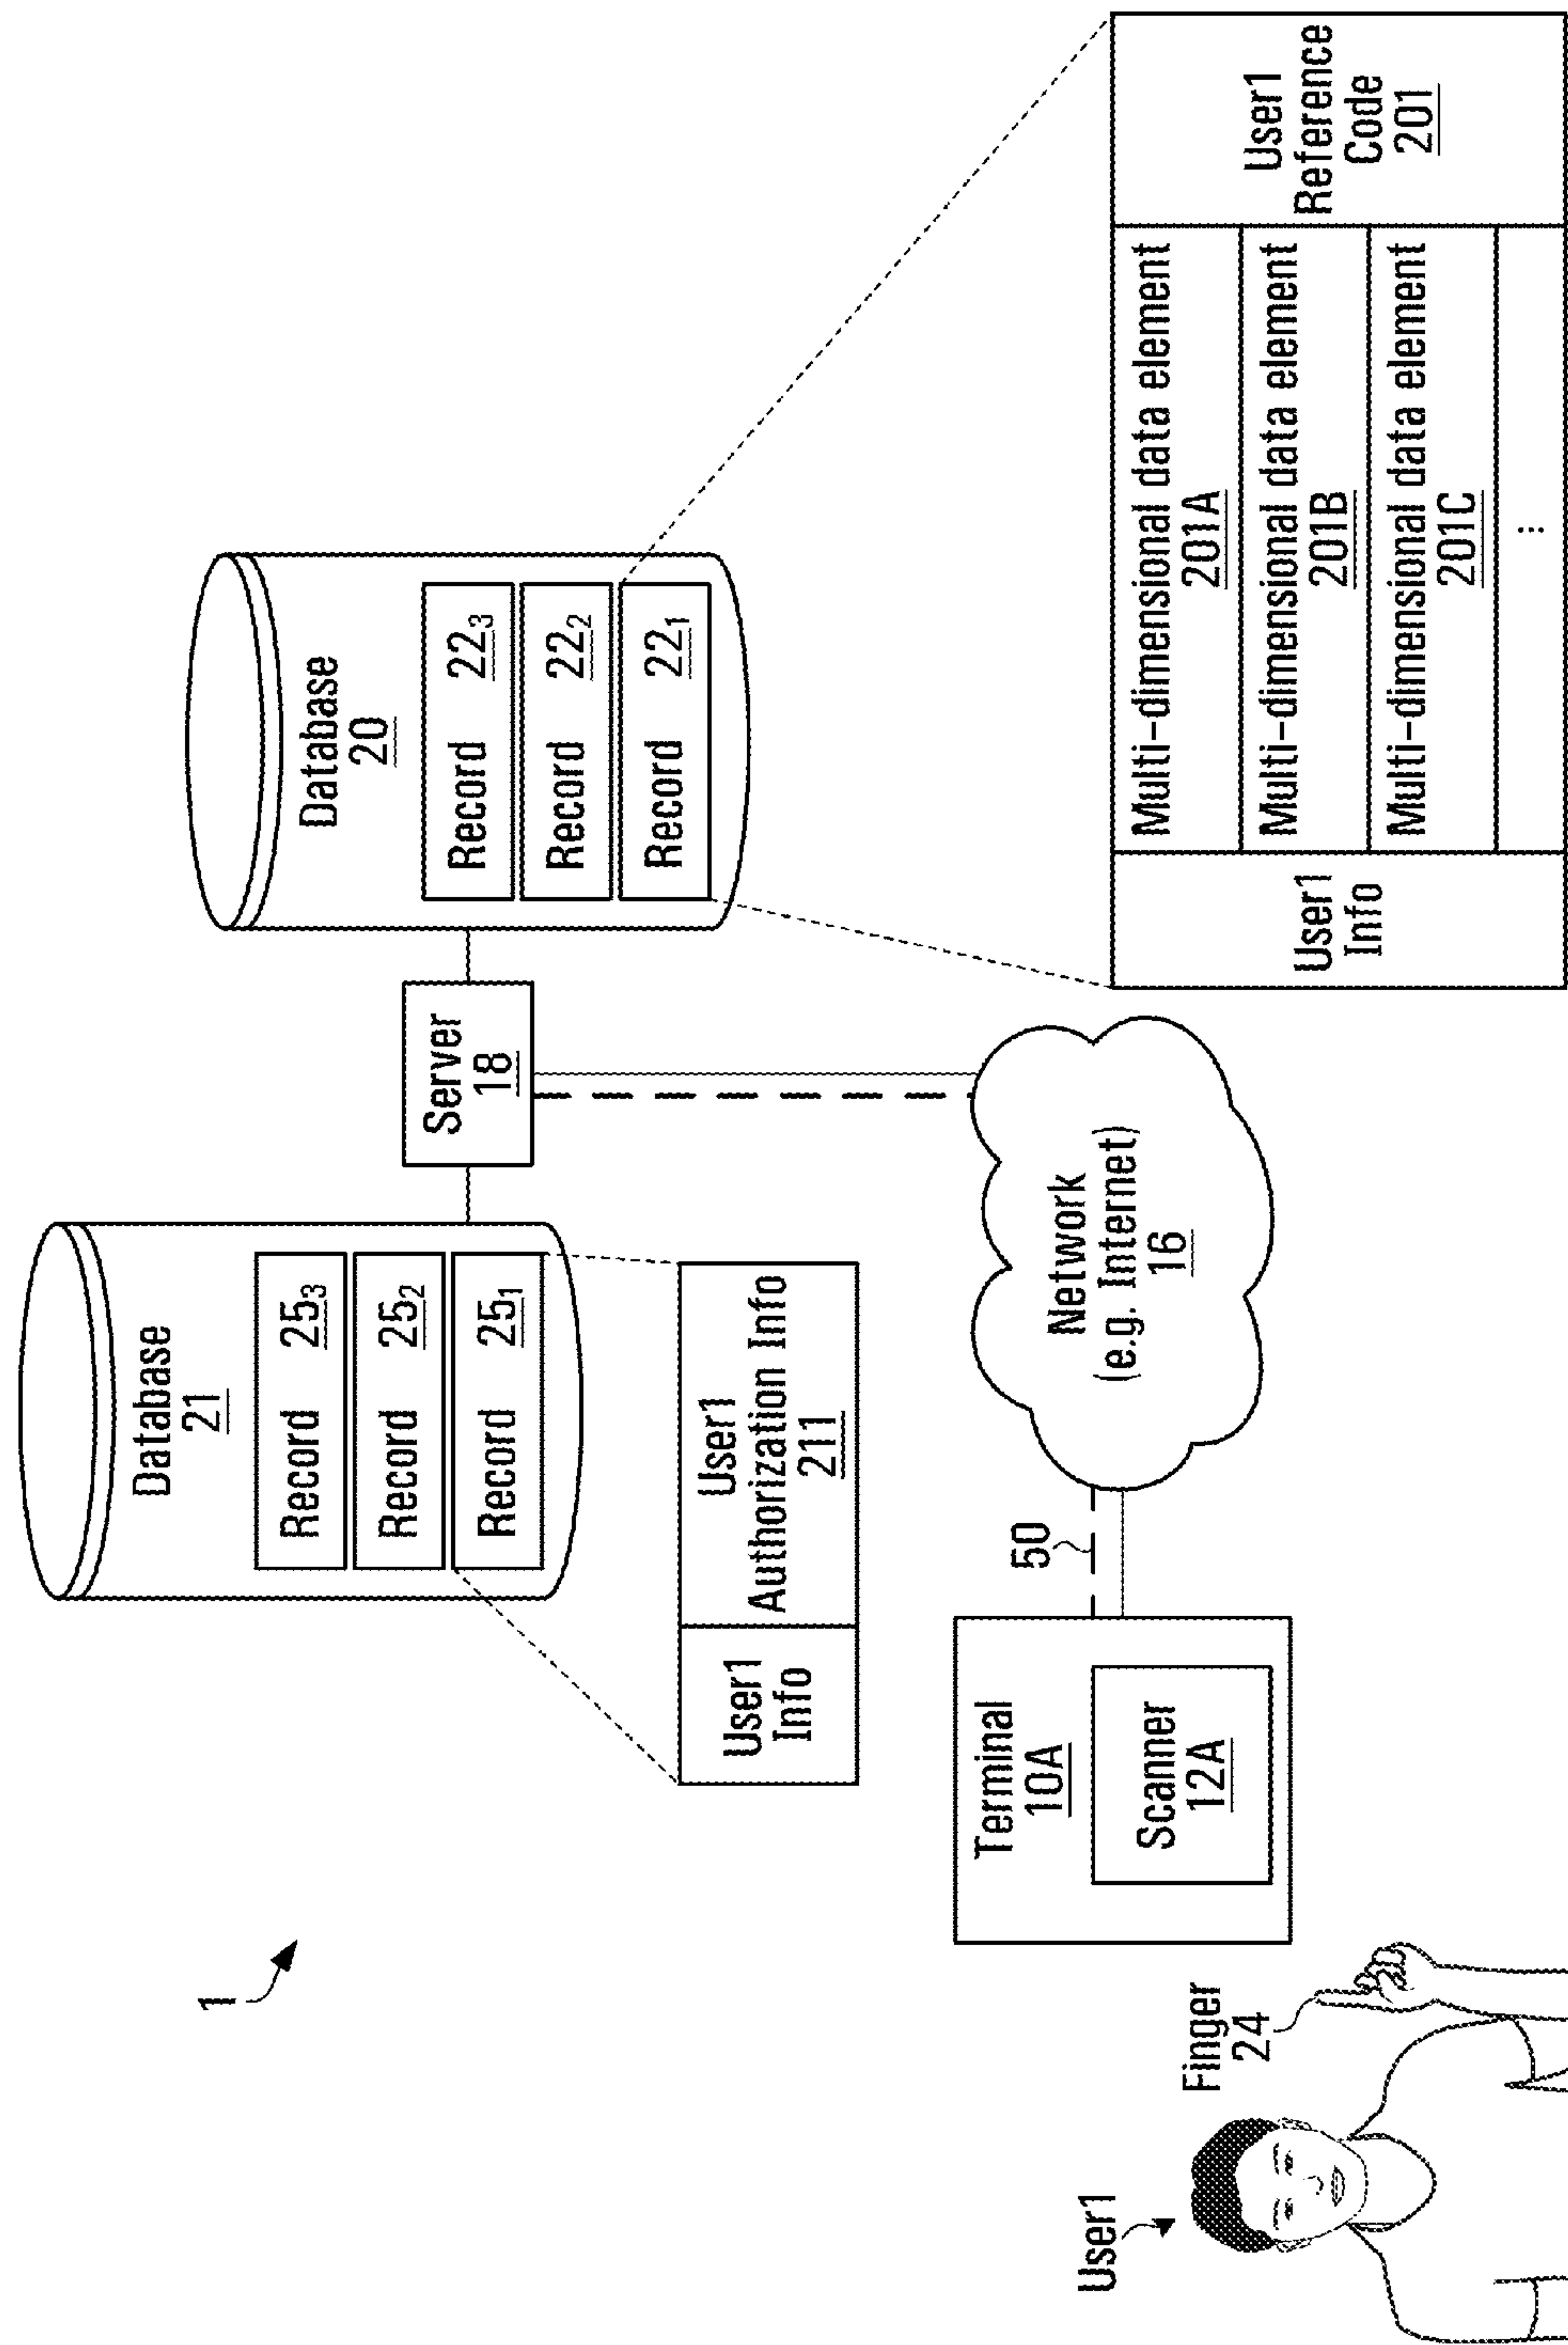 1
Database
21
Record 25₃
Record 25₂
Record 25₁
User1
Info
User1
Authorization Info
211
Server
18
Database
20
Record 22₃
Record 22₂
Record 22₁
User1
Finger
24
Terminal
10A
Scanner
12A
50
Network
(e.g. Internet)
16
User1
Info
Multi-dimensional data element
201A
Multi-dimensional data element
201B
Multi-dimensional data element
201C
...
User1
Reference
Code
201